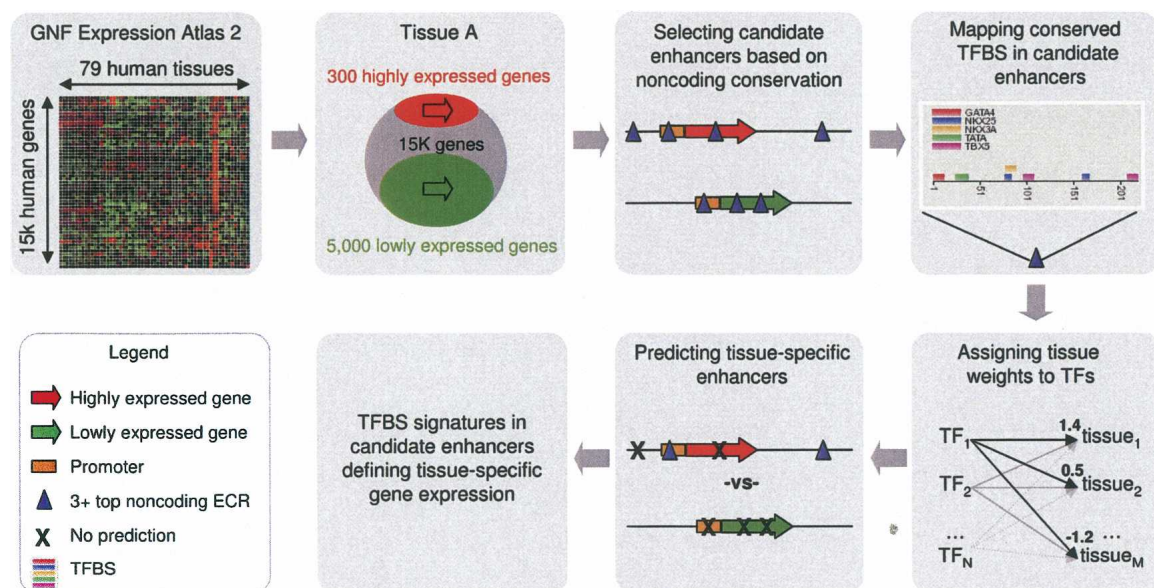 GNF Expression Atlas 2
79 human tissues
15k human genes
Tissue A
300 highly expressed genes
15K genes
5,000 lowly expressed genes
Selecting candidate
enhancers based on
noncoding conservation
Mapping conserved
TFBS in candidate
enhancers
GATA4
NKX25
NKX3A
TATA
TBX5
1
51
101
151
201
Legend
Highly expressed gene
Lowly expressed gene
Promoter
3+ top noncoding ECR
X No prediction
TFBS
TFBS signatures in
candidate enhancers
defining tissue-specific
gene expression
Predicting tissue-specific
enhancers
X X
-vs-
X X X
Assigning tissue
weights to TFs
TF1 1.4 tissue1
TF2 0.5 tissue2
... -1.2 ...
TFN tissueM